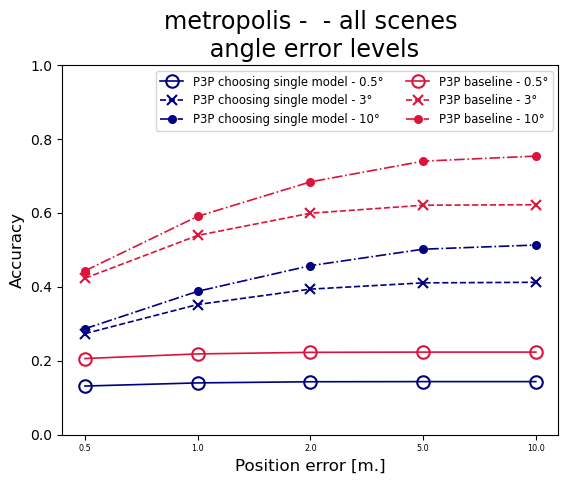 metropolis -  - all scenes
angle error levels
P3P choosing single model - 0.5°
P3P choosing single model - 3°
P3P choosing single model - 10°
P3P baseline - 0.5°
P3P baseline - 3°
P3P baseline - 10°
Accuracy
1.0
0.8
0.6
0.4
0.2
0.0
0.5 1.0 2.0 5.0 10.0
Position error [m.]